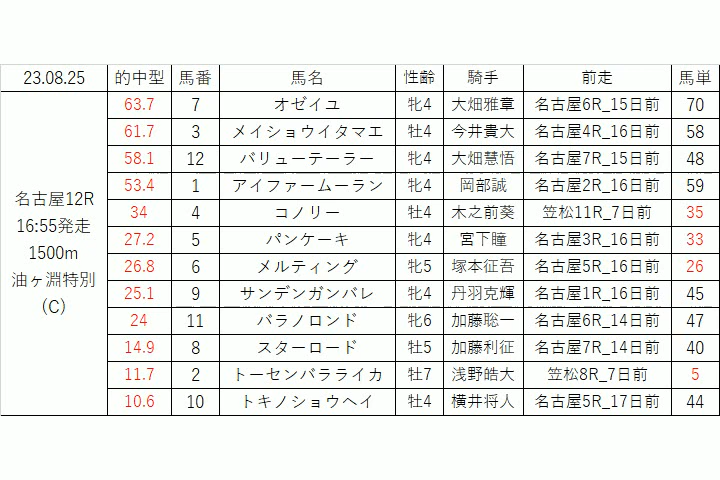 23.08.25 的中型 馬番 馬名 性齢 騎手 前走 馬単
63.7 7 オゼイユ 牝4 大畑雅章 名古屋6R_15日前 70
61.7 3 メイショウイタマエ 牡4 今井貴大 名古屋4R_16日前 58
58.1 12 バリューテーラー 牝4 大畑慧悟 名古屋7R_15日前 48
53.4 1 アイファームーラン 牝4 岡部誠 名古屋2R_16日前 59
34 4 コノリー 牡4 木之前葵 笠松11R_7日前 35
27.2 5 パンケーキ 牝4 宮下瞳 名古屋3R_16日前 33
26.8 6 メルティング 牝5 塚本征吾 名古屋7R_15日前 26
25.1 9 サンデンガンバレ 牝4 丹羽克輝 名古屋1R_16日前 45
24 11 バラノロンド 牝6 加藤聡一 名古屋6R_14日前 47
14.9 8 スターロード 牡5 加藤利征 名古屋7R_14日前 40
11.7 2 トーセンバラライカ 牡7 浅野皓大 笠松8R_7日前 5
10.6 10 トキノショウヘイ 牡4 横井将人 名古屋5R_17日前 44
名古屋12R
16:55発走
1500m
油ヶ淵特別
（C）